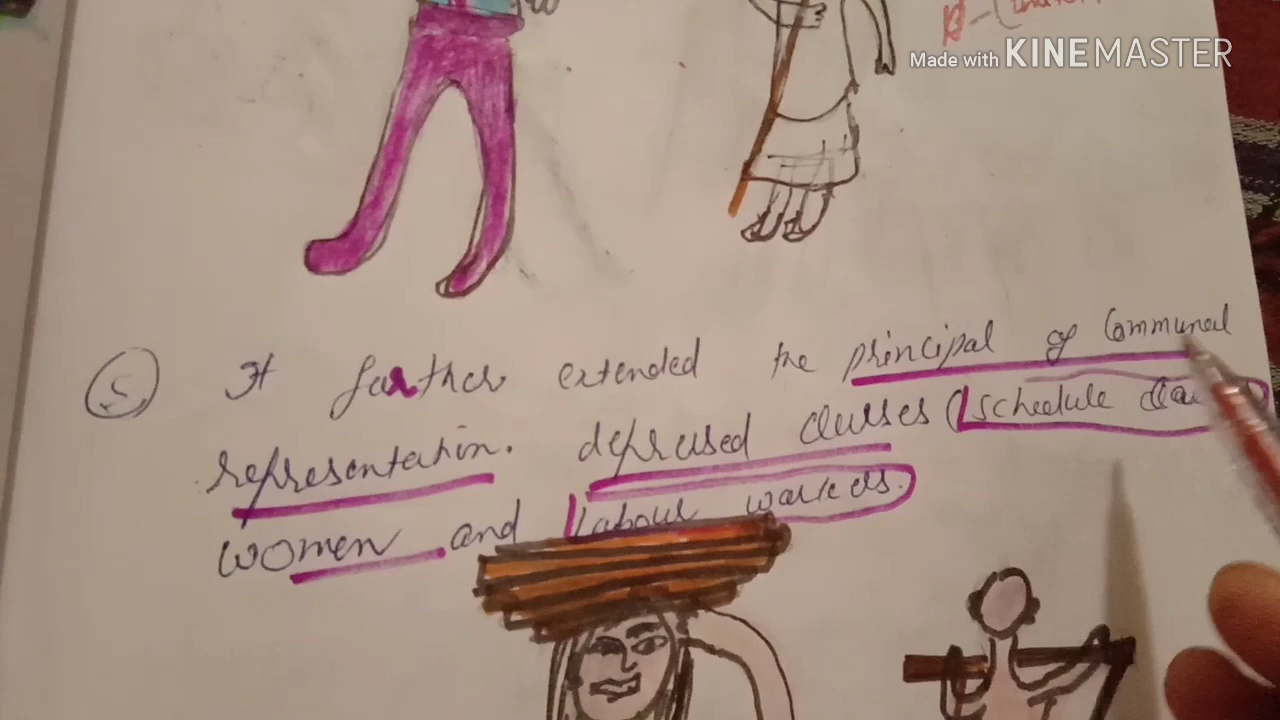 Made with KINEMASTER
5. It further extended the principal of Communal
representation. depressed classes (schedule
women and labour workers.